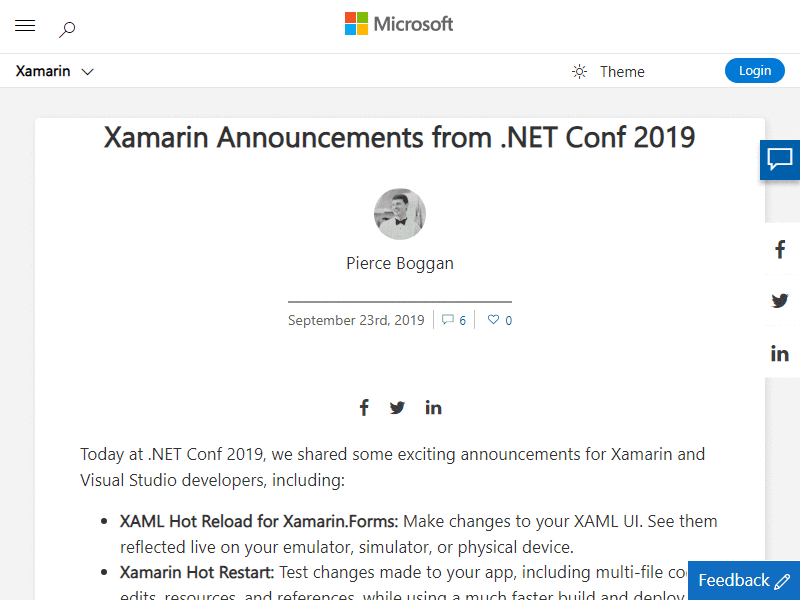 Microsoft
Xamarin
Theme
Login
Xamarin Announcements from .NET Conf 2019
Pierce Boggan
September 23rd, 2019 6 0
Today at .NET Conf 2019, we shared some exciting announcements for Xamarin and
Visual Studio developers, including:
XAML Hot Reload for Xamarin.Forms: Make changes to your XAML UI. See them
reflected live on your emulator, simulator, or physical device.
Xamarin Hot Restart: Test changes made to your app, including multi-file
edits, resources, and references, while using a much faster build and deploy
Feedback